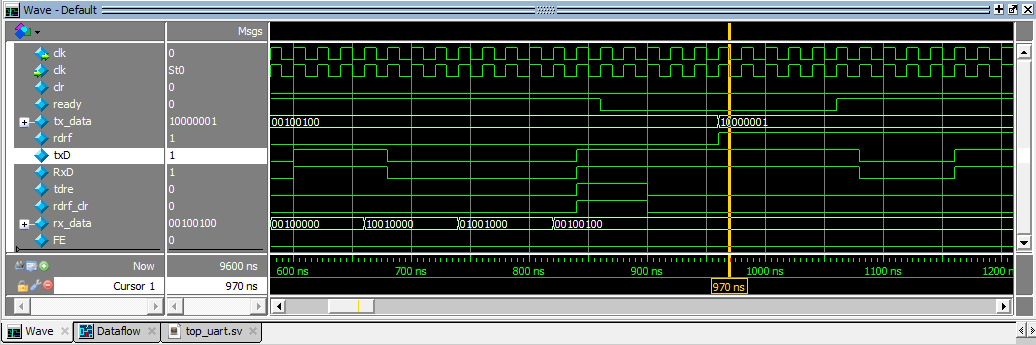 Wave - Default
Msgs
clk 0
clk St0
clr 0
ready 0
tx_data 10000001 00100100 10000001
rdrf 1
txD 1
RxD 1
tdre 0
rdrf_clr 0
rx_data 00100100 00100000 10010000 01001000 00100100
FE 0
Now 9600 ns 600 ns 700 ns 800 ns 900 ns 1000 ns 1100 ns 1200 n
Cursor 1 970 ns 970 ns
Wave Dataflow top_uart.sv